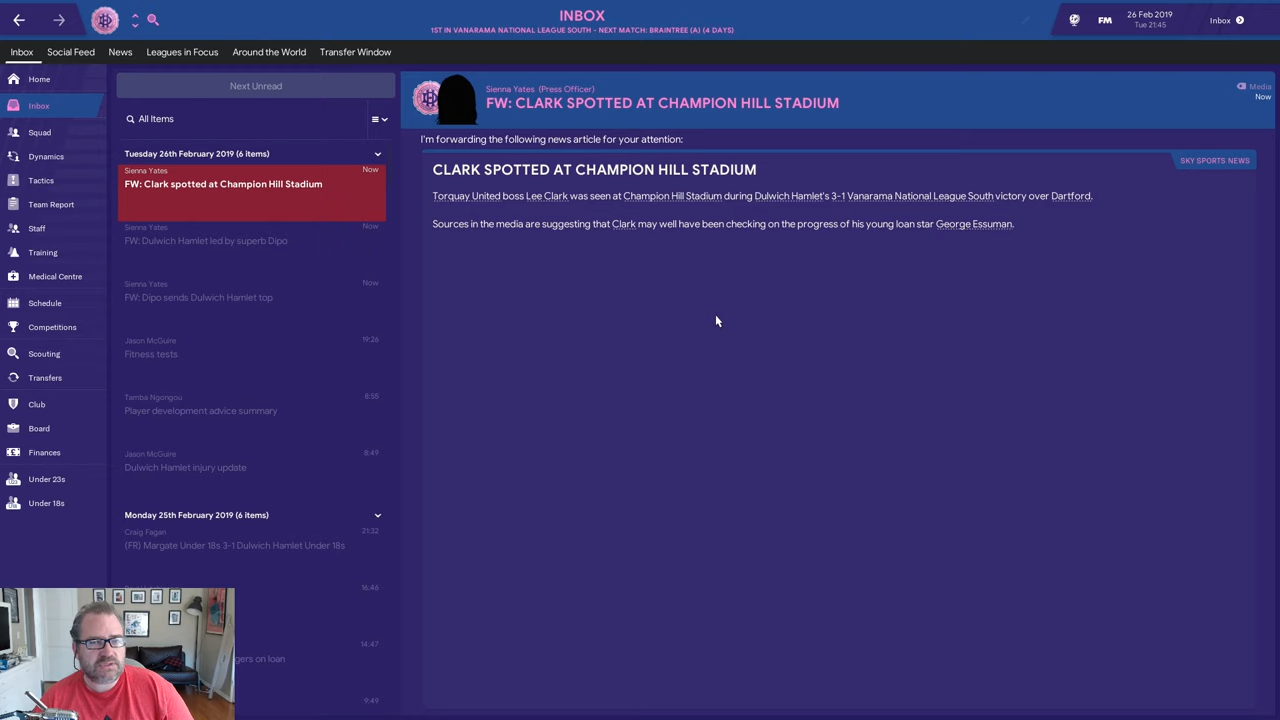 INBOX
1ST IN VANARAMA NATIONAL LEAGUE SOUTH - NEXT MATCH: BRAINTREE (A) (4 DAYS)
FM
26 Feb 2019
Tue 21:45
Inbox
Inbox
Social Feed
News
Leagues in Focus
Around the World
Transfer Window
Home
Inbox
Squad
Dynamics
Tactics
Team Report
Staff
Training
Medical Centre
Schedule
Competitions
Scouting
Transfers
Club
Board
Finances
Under 23s
Under 18s
Next Unread
All Items
Tuesday 26th February 2019 (6 items)
Sienna Yates
Now
FW: Clark spotted at Champion Hill Stadium
Sienna Yates
Now
FW: Dulwich Hamlet led by superb Dipo
Sienna Yates
Now
FW: Dipo sends Dulwich Hamlet top
Jason McGuire
19:26
Fitness tests
Tamba Ngongou
8:55
Player development advice summary
Jason McGuire
8:49
Dulwich Hamlet injury update
Monday 25th February 2019 (6 items)
Craig Fagan
21:32
(FR) Margate Under 18s 3-1 Dulwich Hamlet Under 18s
16:46
14:47
gers on loan
9:49
Sienna Yates (Press Officer)
FW: CLARK SPOTTED AT CHAMPION HILL STADIUM
Media
Now
I'm forwarding the following news article for your attention:
SKY SPORTS NEWS
CLARK SPOTTED AT CHAMPION HILL STADIUM
Torquay United boss Lee Clark was seen at Champion Hill Stadium during Dulwich Hamlet's 3-1 Vanarama National League South victory over Dartford.
Sources in the media are suggesting that Clark may well have been checking on the progress of his young loan star George Essuman.